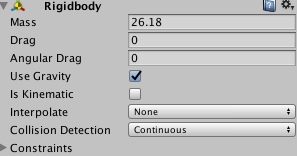 Rigidbody
Mass 26.18
Drag 0
Angular Drag 0
Use Gravity
Is Kinematic
Interpolate None
Collision Detection Continuous
Constraints